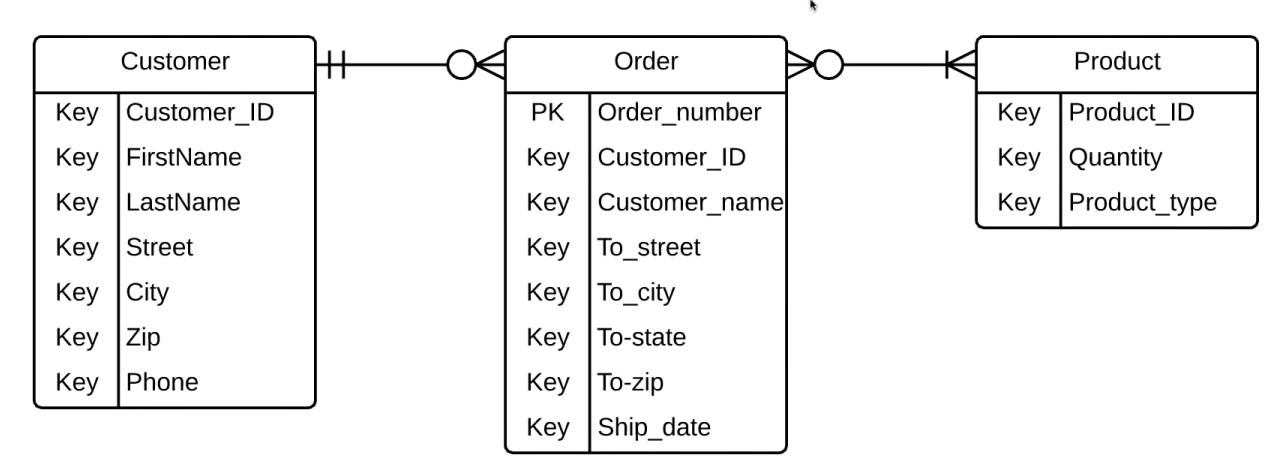 Customer
Key Customer_ID
Key FirstName
Key LastName
Key Street
Key City
Key Zip
Key Phone
Order
PK Order_number
Key Customer_ID
Key Customer_name
Key To_street
Key To_city
Key To-state
Key To-zip
Key Ship_date
Product
Key Product_ID
Key Quantity
Key Product_type